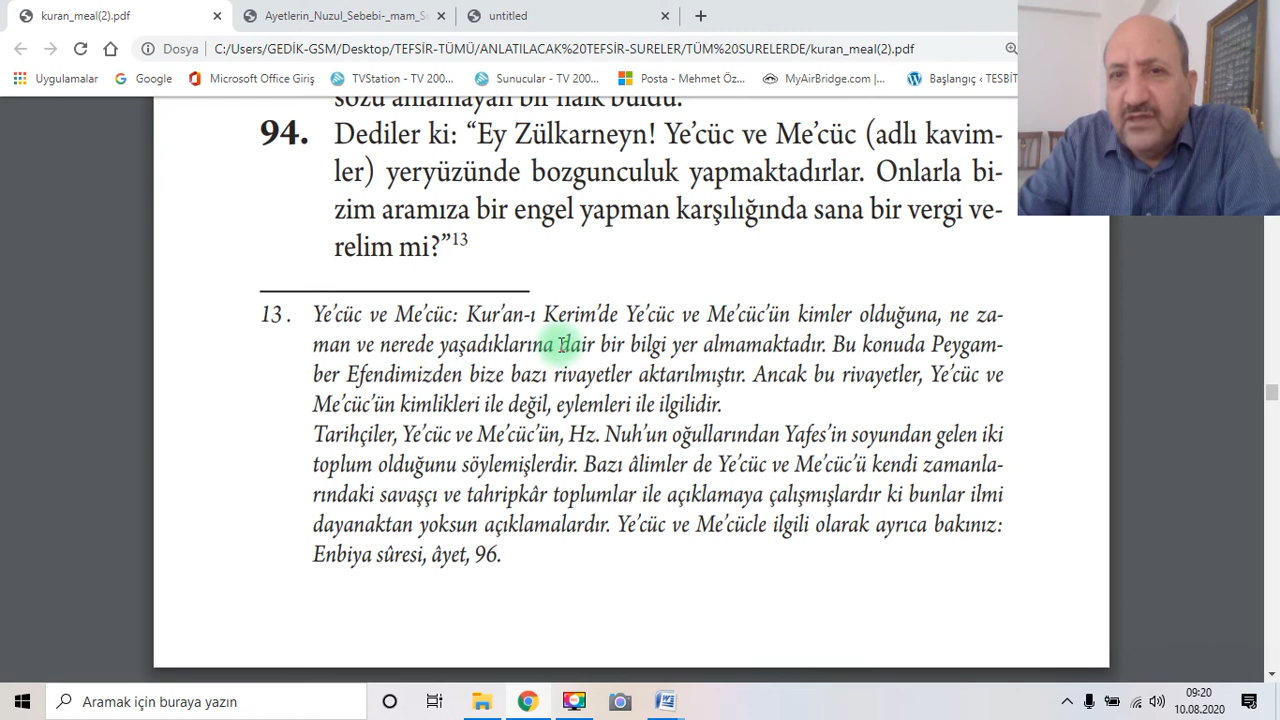 kuran_meal(2).pdf
Ayetlerin_Nuzul_Sebebi-_mam_S
untitled
Dosya
C:/Users/GEDİK-GSM/Desktop/TEFSİR-TÜMÜ/ANLATILACAK%20TEFSİR-SURELER/TÜM%20SURELERDE/kuran_meal(2).pdf
Uygulamalar
Google
Microsoft Office Giriş
TVStation - TV 200...
Sunucular - TV 200...
Posta - Mehmet Öz...
MyAirBridge.com |...
Başlangıç ‹ TESBİT
sözü anlamayan bir halk buldu.
94. Dediler ki: “Ey Zülkarneyn! Ye’cüc ve Me’cüc (adlı kavim-
ler) yeryüzünde bozgunculuk yapmaktadırlar. Onlarla bi-
zim aramıza bir engel yapman karşılığında sana bir vergi ve-
relim mi?”13
13. Ye’cüc ve Me’cüc: Kur’an-ı Kerim’de Ye’cüc ve Me’cüc’ün kimler olduğuna, ne za-
man ve nerede yaşadıklarına dair bir bilgi yer almamaktadır. Bu konuda Peygam-
ber Efendimizden bize bazı rivayetler aktarılmıştır. Ancak bu rivayetler, Ye’cüc ve
Me’cüc’ün kimlikleri ile değil, eylemleri ile ilgilidir.
Tarihçiler, Ye’cüc ve Me’cüc’ün, Hz. Nuh’un oğullarından Yafes’in soyundan gelen iki
toplum olduğunu söylemişlerdir. Bazı âlimler de Ye’cüc ve Me’cüc’ü kendi zamanla-
rındaki savaşçı ve tahripkâr toplumlar ile açıklamaya çalışmışlardır ki bunlar ilmi
dayanaktan yoksun açıklamalardır. Ye’cüc ve Me’cücle ilgili olarak ayrıca bakınız:
Enbiya sûresi, âyet, 96.
Aramak için buraya yazın
09:20
10.08.2020